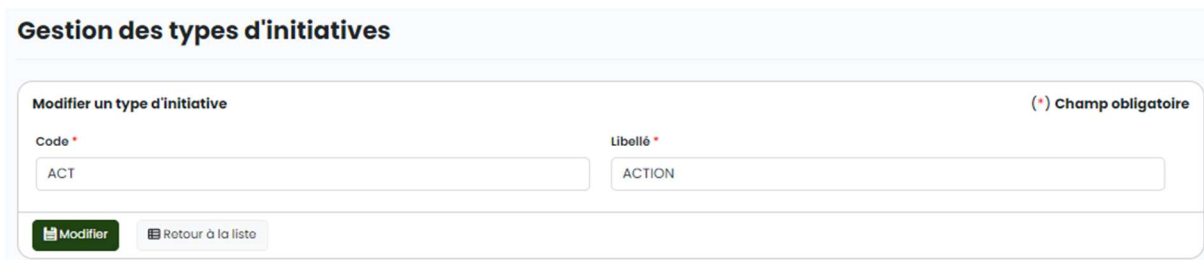 Gestion des types d'initiatives
Modifier un type d'initiative (*) Champ obligatoire
Code * Libellé *
ACT ACTION
Modifier Retour à la liste